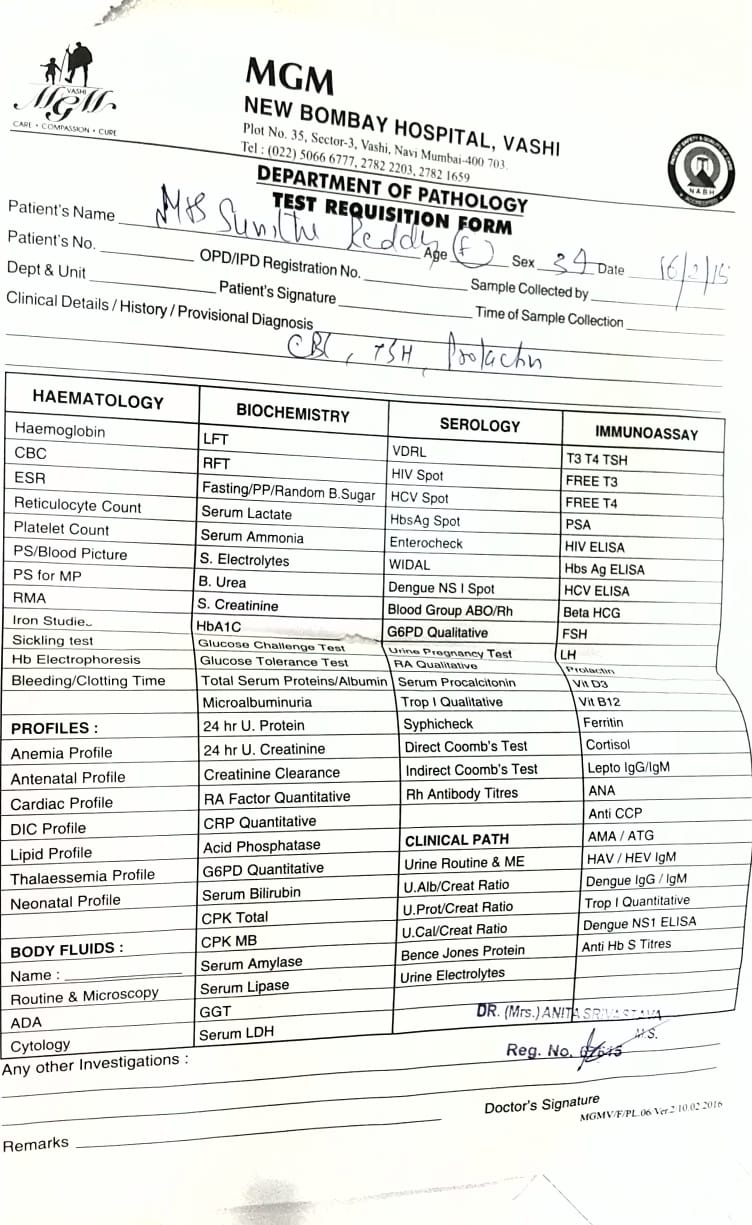 VASHI
MGM
CARE • COMPASSION • CURE
MGM
NEW BOMBAY HOSPITAL, VASHI
Plot No. 35, Sector-3, Vashi, Navi Mumbai-400 703.
Tel : (022) 5066 6777, 2782 2203, 2782 1659
NABH
DEPARTMENT OF PATHOLOGY
TEST REQUISITION FORM
Patient's Name Mrs Sunitha Reddy Age (F) Sex 34 Date 16/2/15
Patient's No. OPD/IPD Registration No. Sample Collected by
Dept & Unit Patient's Signature Time of Sample Collection
Clinical Details / History / Provisional Diagnosis
CBC, TSH, Prolactin
HAEMATOLOGY BIOCHEMISTRY SEROLOGY IMMUNOASSAY
Haemoglobin LFT VDRL T3 T4 TSH
CBC RFT HIV Spot FREE T3
ESR Fasting/PP/Random B.Sugar HCV Spot FREE T4
Reticulocyte Count Serum Lactate HbsAg Spot PSA
Platelet Count Serum Ammonia Enterocheck HIV ELISA
PS/Blood Picture S. Electrolytes WIDAL Hbs Ag ELISA
PS for MP B. Urea Dengue NS I Spot HCV ELISA
RMA S. Creatinine Blood Group ABO/Rh Beta HCG
Iron Studie HbA1C G6PD Qualitative FSH
Sickling test Glucose Challenge Test Urine Pregnancy Test LH
Hb Electrophoresis Glucose Tolerance Test RA Qualitative Prolactin
Bleeding/Clotting Time Total Serum Proteins/Albumin Serum Procalcitonin Vit D3
Microalbuminuria Trop I Qualitative Vit B12
PROFILES : 24 hr U. Protein Syphicheck Ferritin
Anemia Profile 24 hr U. Creatinine Direct Coomb's Test Cortisol
Antenatal Profile Creatinine Clearance Indirect Coomb's Test Lepto IgG/IgM
Cardiac Profile RA Factor Quantitative Rh Antibody Titres ANA
DIC Profile CRP Quantitative Anti CCP
Lipid Profile Acid Phosphatase CLINICAL PATH AMA / ATG
Thalaessemia Profile G6PD Quantitative Urine Routine & ME HAV / HEV IgM
Neonatal Profile Serum Bilirubin U.Alb/Creat Ratio Dengue IgG / IgM
CPK Total U.Prot/Creat Ratio Trop I Quantitative
BODY FLUIDS : CPK MB U.Cal/Creat Ratio Dengue NS1 ELISA
Name : Serum Amylase Bence Jones Protein Anti Hb S Titres
Routine & Microscopy Serum Lipase Urine Electrolytes
ADA GGT DR. (Mrs.) ANITA SRIVASTAVA
Cytology Serum LDH M.S.
Reg. No.
Any other Investigations :
Doctor's Signature
MGMV/F/PL.06/Ver.2 10.02.2016
Remarks